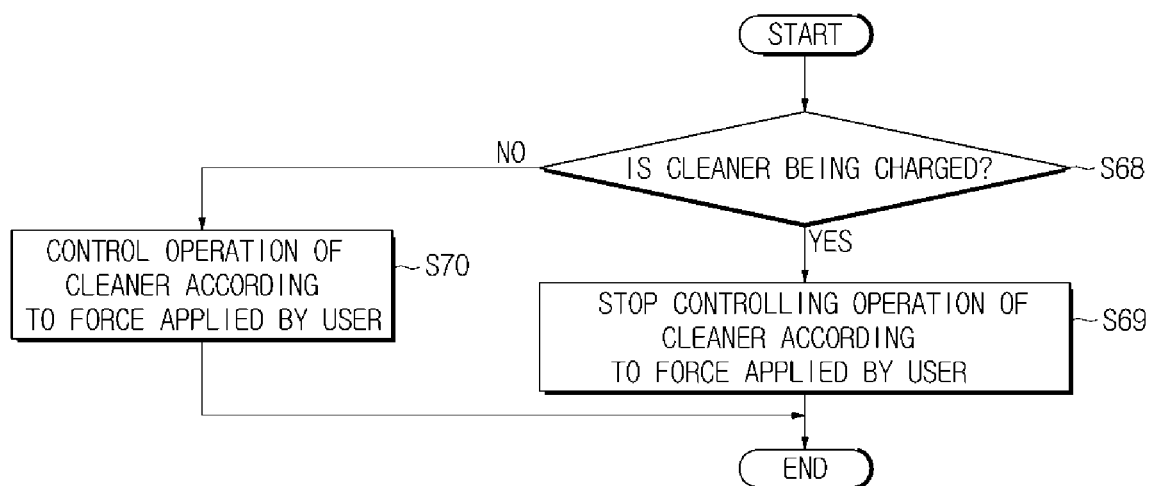 START
IS CLEANER BEING CHARGED?
S68
NO
YES
CONTROL OPERATION OF
CLEANER ACCORDING
TO FORCE APPLIED BY USER
S70
STOP CONTROLLING OPERATION OF
CLEANER ACCORDING
TO FORCE APPLIED BY USER
S69
END